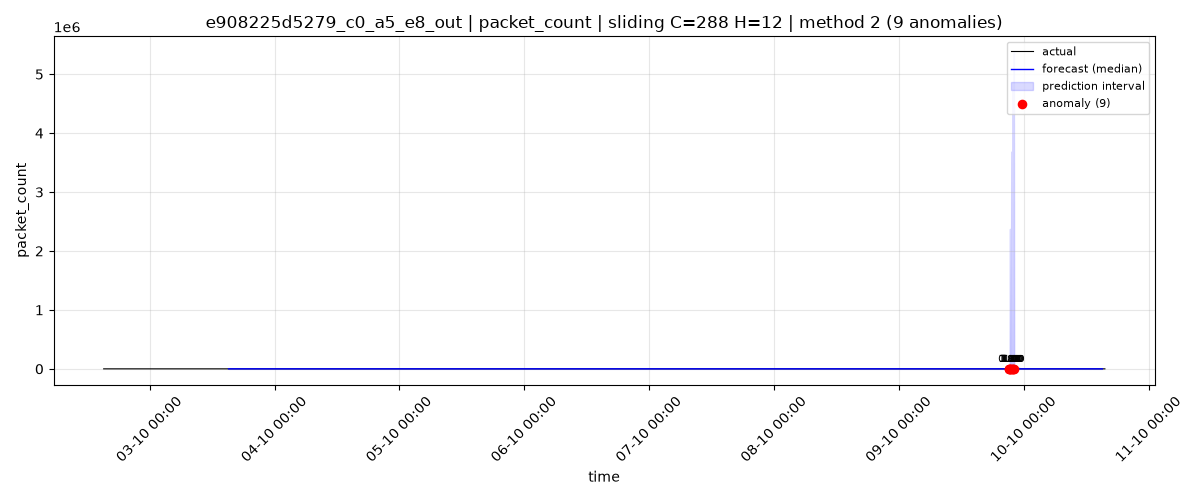 e908225d5279_c0_a5_e8_out | packet_count | sliding C=288 H=12 | method 2 (9 anomalies)
1e6
actual
forecast (median)
prediction interval
anomaly (9)
5
4
3
2
1
0
packet_count
03-10 00:00
04-10 00:00
05-10 00:00
06-10 00:00
07-10 00:00
08-10 00:00
09-10 00:00
10-10 00:00
11-10 00:00
time